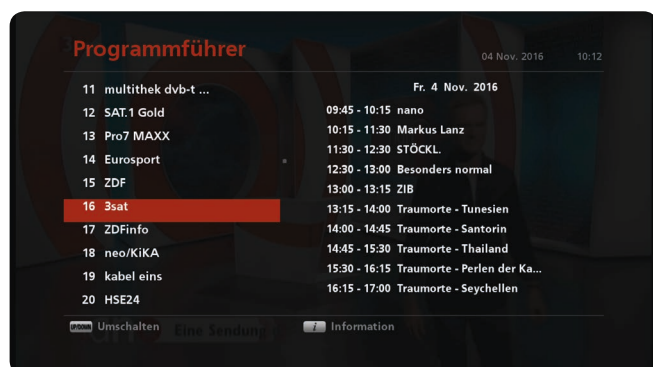 Programmführer
04 Nov. 2016 10:12
11 multithek dvb-t ...
12 SAT.1 Gold
13 Pro7 MAXX
14 Eurosport
15 ZDF
16 3sat
17 ZDFinfo
18 neo/KiKA
19 kabel eins
20 HSE24
Fr. 4 Nov. 2016
09:45 - 10:15 nano
10:15 - 11:30 Markus Lanz
11:30 - 12:30 STÖCKL.
12:30 - 13:00 Besonders normal
13:00 - 13:15 ZIB
13:15 - 14:00 Traumorte - Tunesien
14:00 - 14:45 Traumorte - Santorin
14:45 - 15:30 Traumorte - Thailand
15:30 - 16:15 Traumorte - Perlen der Ka...
16:15 - 17:00 Traumorte - Seychellen
UP/DOWN Umschalten
i Information
Eine Sendung